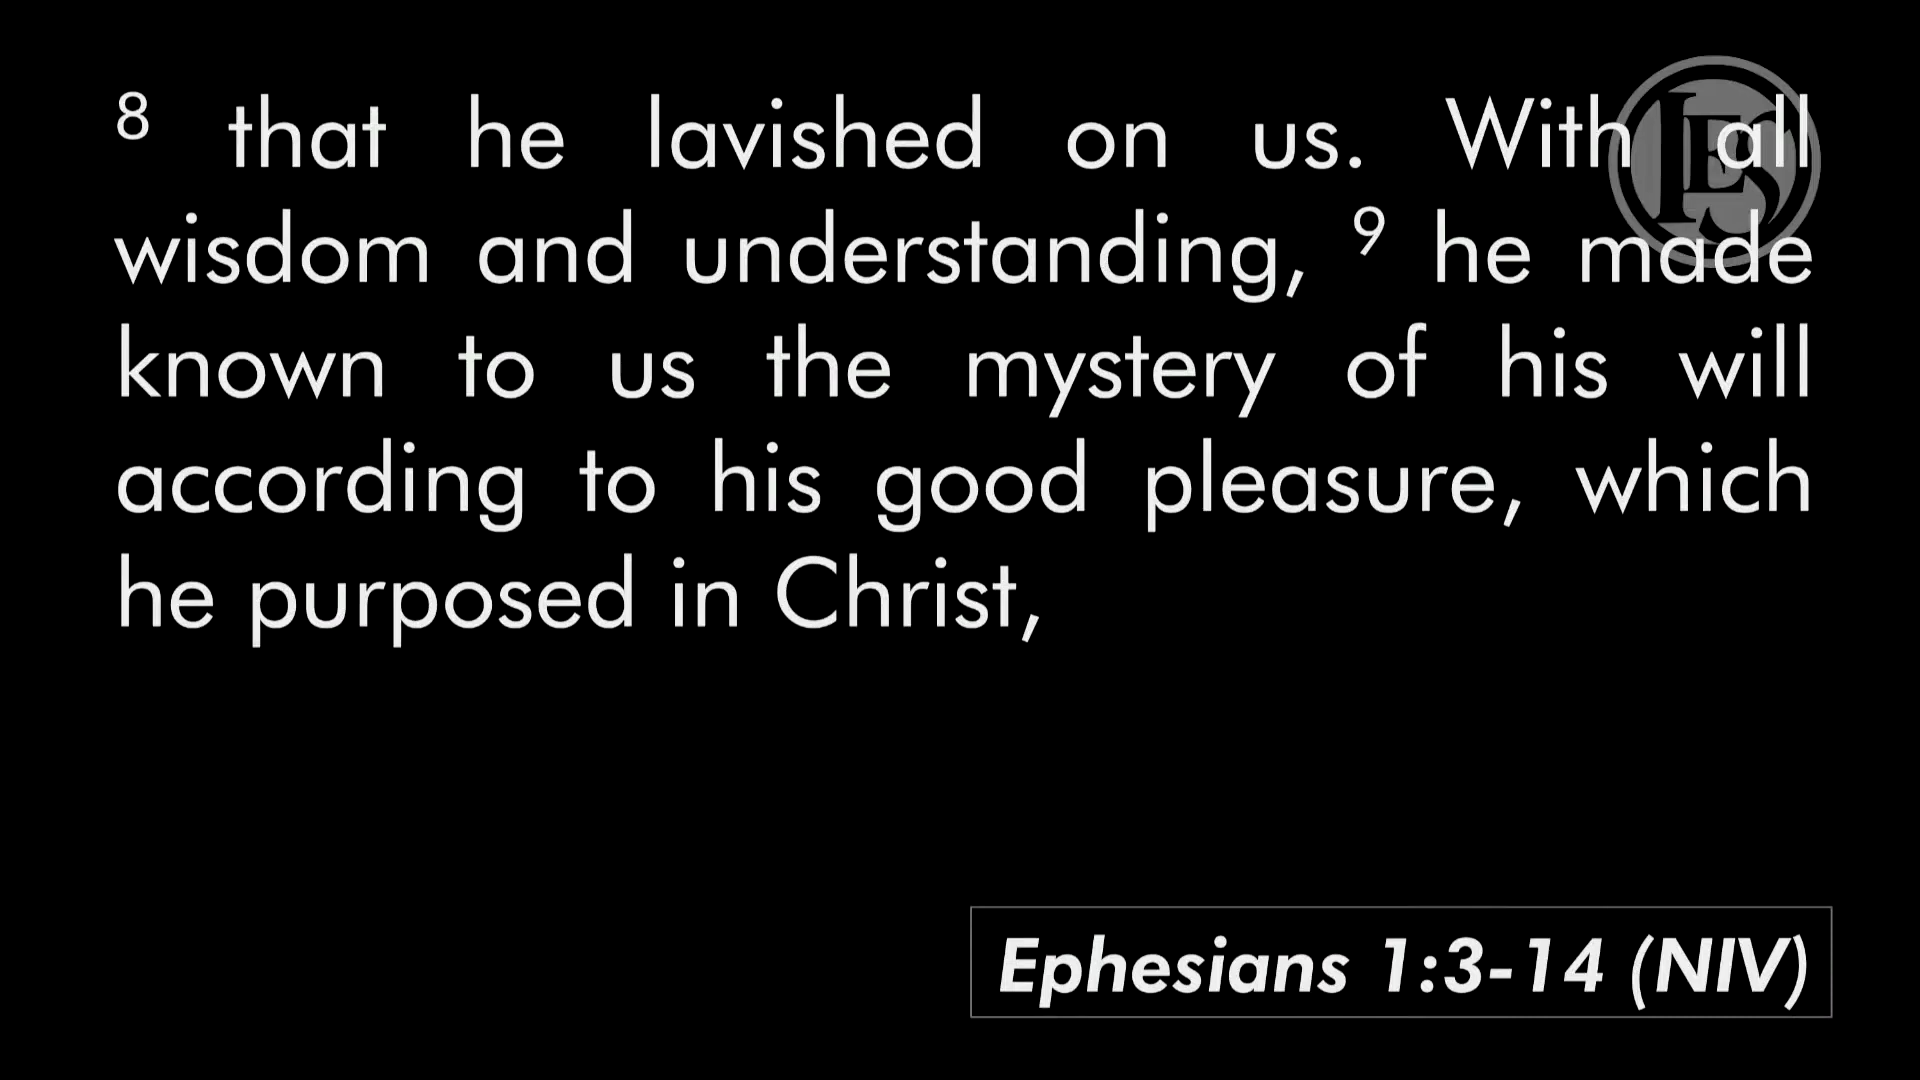 ⁸ that he lavished on us. With all
wisdom and understanding, ⁹ he made
known to us the mystery of his will
according to his good pleasure, which
he purposed in Christ,
Ephesians 1:3-14 (NIV)